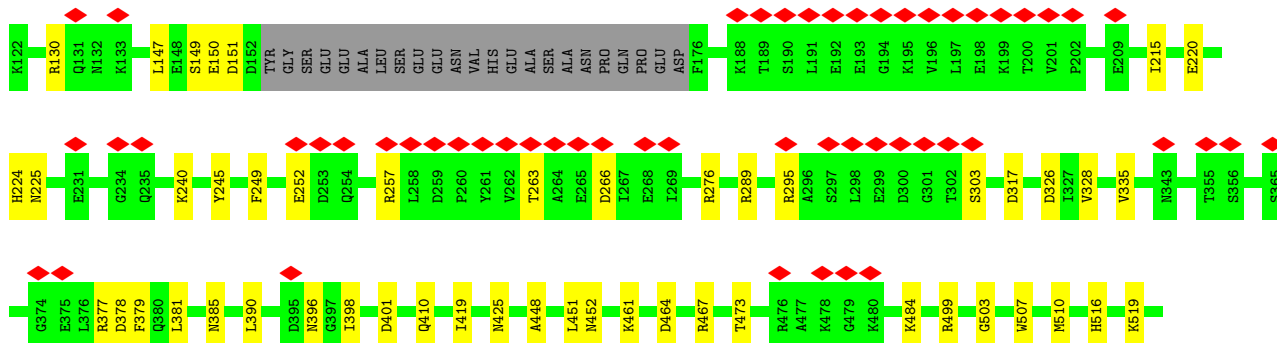 K122 R130 Q131 N132 K133 L147 E148 S149 E150 D151 D152 TYR GLY SER GLU GLU ALA LEU SER GLU GLU ASN VAL HIS GLU ALA SER ALA ASN PRO GLN PRO GLU ASP F176 K188 T189 S190 L191 E192 E193 G194 K195 V196 L197 E198 K199 T200 V201 P202 E209 I215 E220
H224 N225 E231 G234 Q235 K240 Y245 F249 E252 D253 Q254 R257 L258 D259 P260 Y261 V262 T263 A264 E265 D266 I267 E268 I269 R276 R289 R295 A296 S297 L298 E299 D300 G301 T302 S303 D317 D326 I327 V328 V335 N343 T355 S356 S365
G374 E375 L376 R377 D378 F379 Q380 L381 N385 L390 D395 N396 G397 I398 D401 Q410 I419 N425 A448 L451 N452 K461 D464 R467 T473 R476 A477 K478 G479 K480 K484 R499 G503 W507 M510 H516 K519